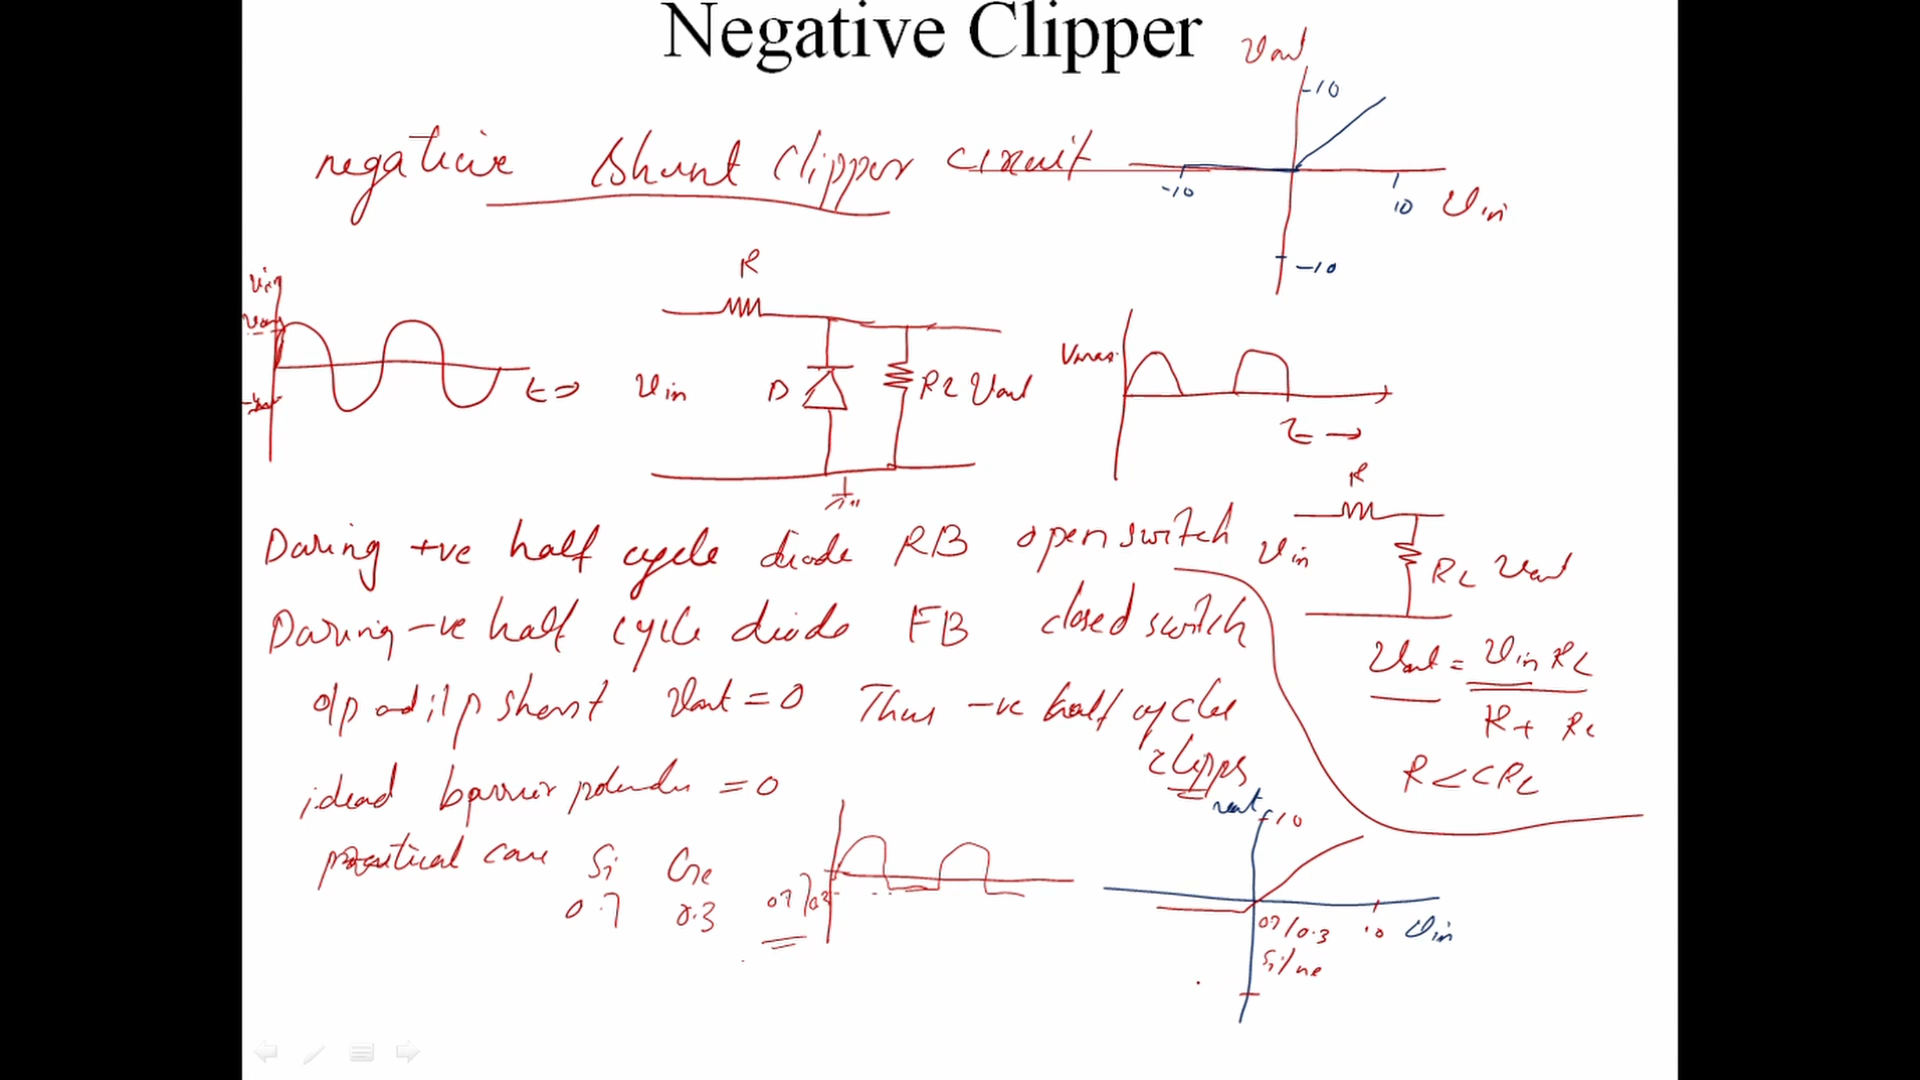 Negative Clipper
Vout
10
-10
10
Vin
-10
negative shunt clipper circuit
Vin
t
R
Vin
D
RL Vout
Vmax
t
During +ve half cycle diode RB open switch
During -ve half cycle diode FB closed switch
o/p and i/p short Vout = 0 Thus -ve half cycle
clipps
R
Vin
RL Vout
Vout = Vin RL
R + RL
R << RL
ideal barrier potential = 0
practical case Si Ge
0.7 0.3
0.7/0.3
Vout
+10
0.7/0.3
Si/Ge
10
Vin